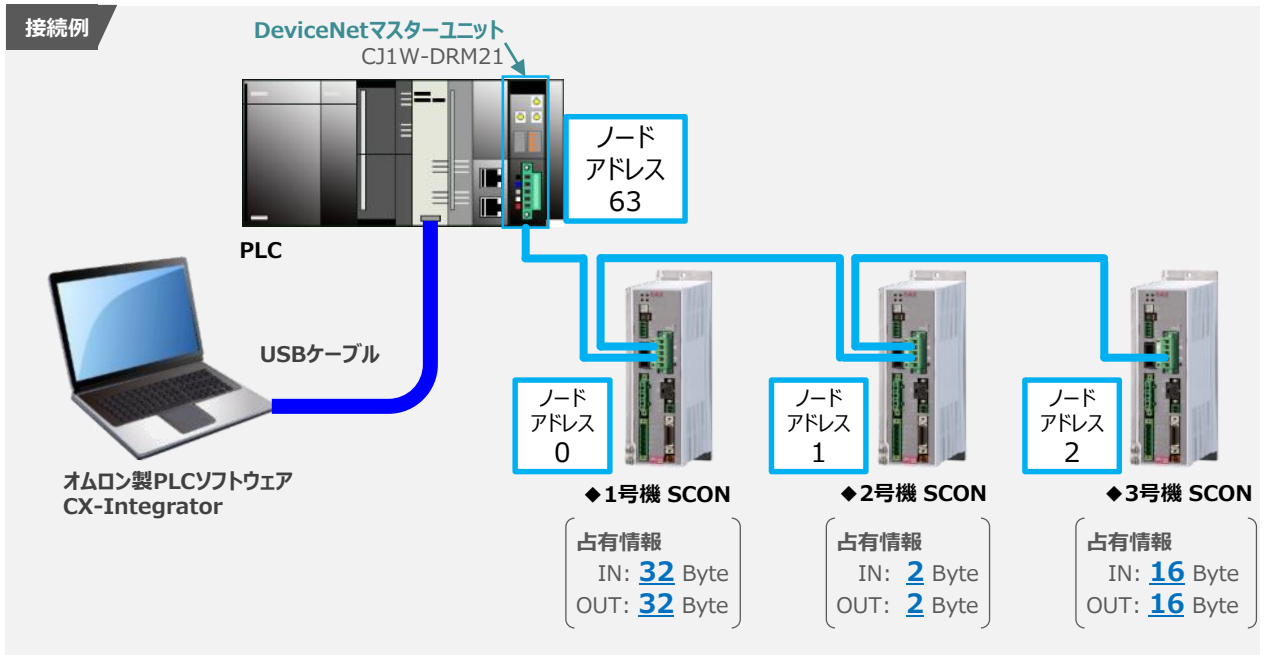 接続例
DeviceNetマスターユニット
CJ1W-DRM21
ノード
アドレス
63
PLC
USBケーブル
オムロン製PLCソフトウェア
CX-Integrator
ノード
アドレス
0
ノード
アドレス
1
ノード
アドレス
2
◆1号機 SCON
◆2号機 SCON
◆3号機 SCON
占有情報
IN: 32 Byte
OUT: 32 Byte
占有情報
IN: 2 Byte
OUT: 2 Byte
占有情報
IN: 16 Byte
OUT: 16 Byte